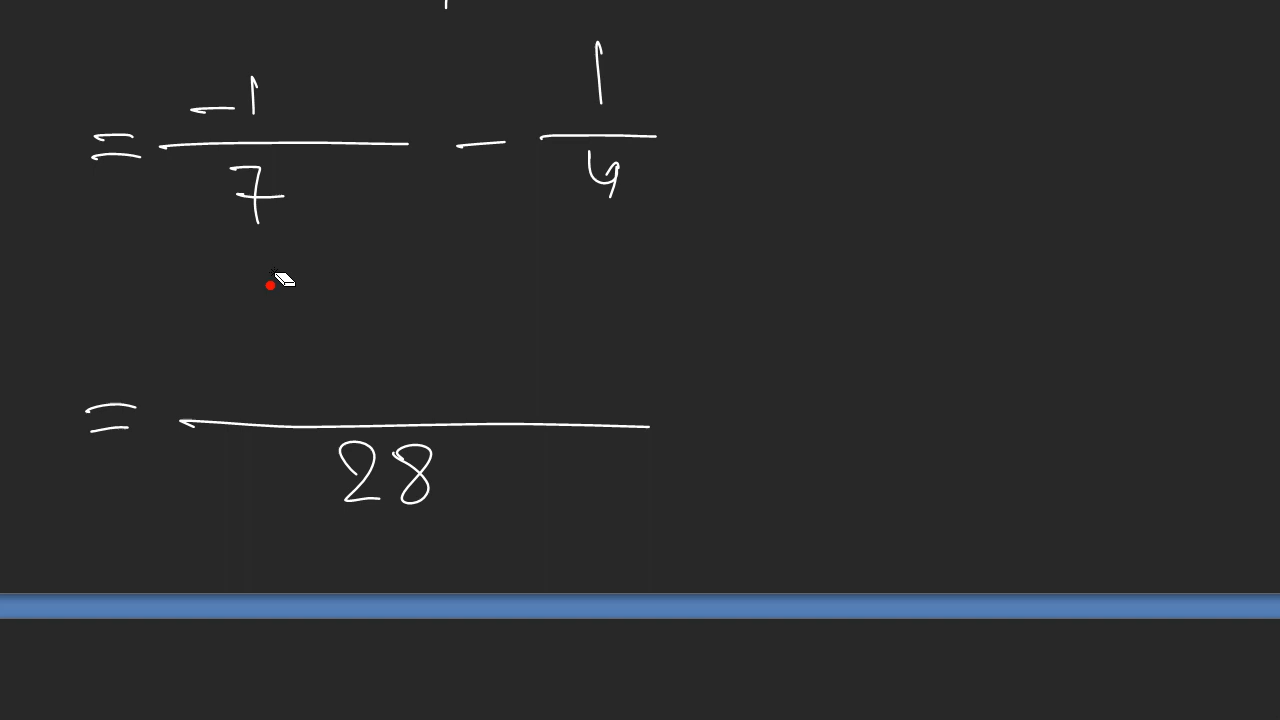 = -1/7 - 1/4
= /28